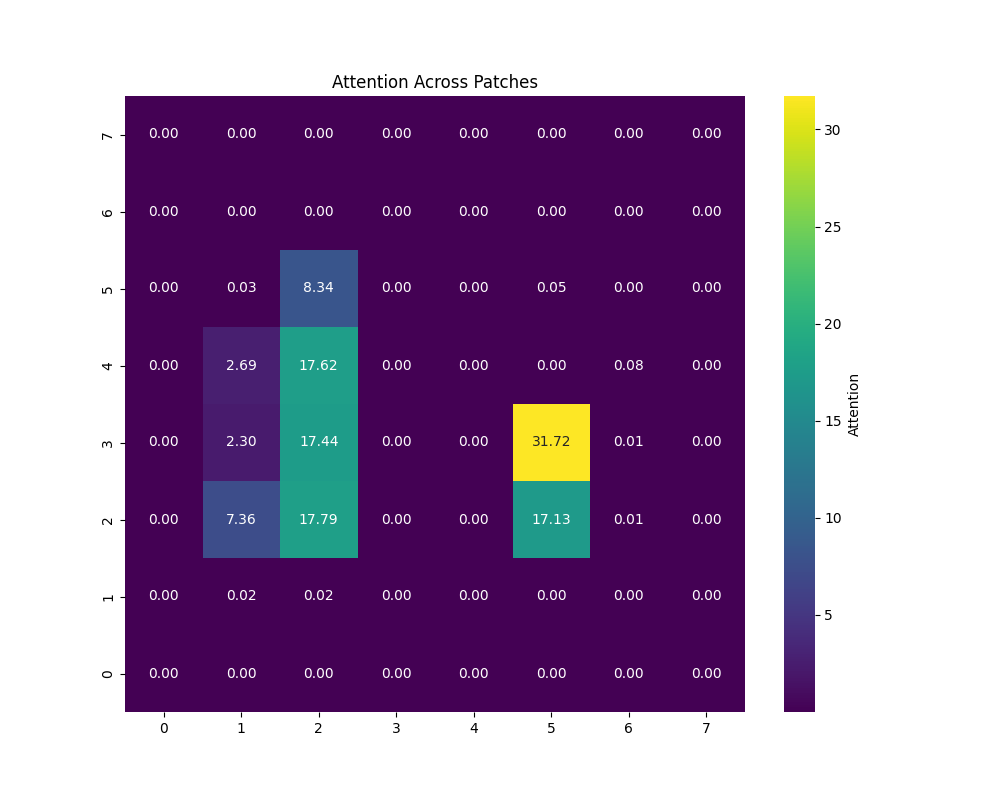 Attention Across Patches
7 0.00 0.00 0.00 0.00 0.00 0.00 0.00 0.00
6 0.00 0.00 0.00 0.00 0.00 0.00 0.00 0.00
5 0.00 0.03 8.34 0.00 0.00 0.05 0.00 0.00
4 0.00 2.69 17.62 0.00 0.00 0.00 0.08 0.00
3 0.00 2.30 17.44 0.00 0.00 31.72 0.01 0.00
2 0.00 7.36 17.79 0.00 0.00 17.13 0.01 0.00
1 0.00 0.02 0.02 0.00 0.00 0.00 0.00 0.00
0 0.00 0.00 0.00 0.00 0.00 0.00 0.00 0.00
0 1 2 3 4 5 6 7
30
25
20
15
10
5
Attention